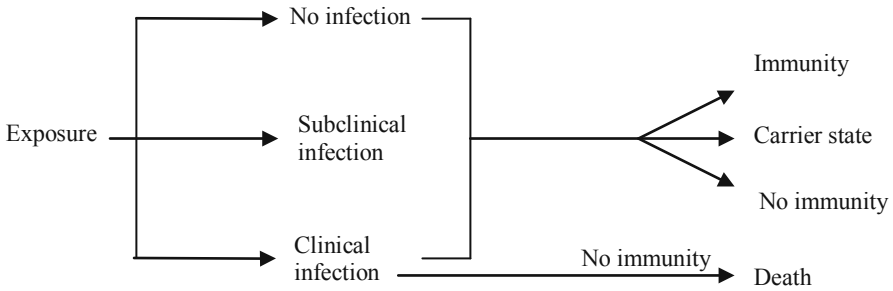 No infection
Immunity
Exposure
Subclinical
infection
Carrier state
No immunity
Clinical
infection
No immunity
Death